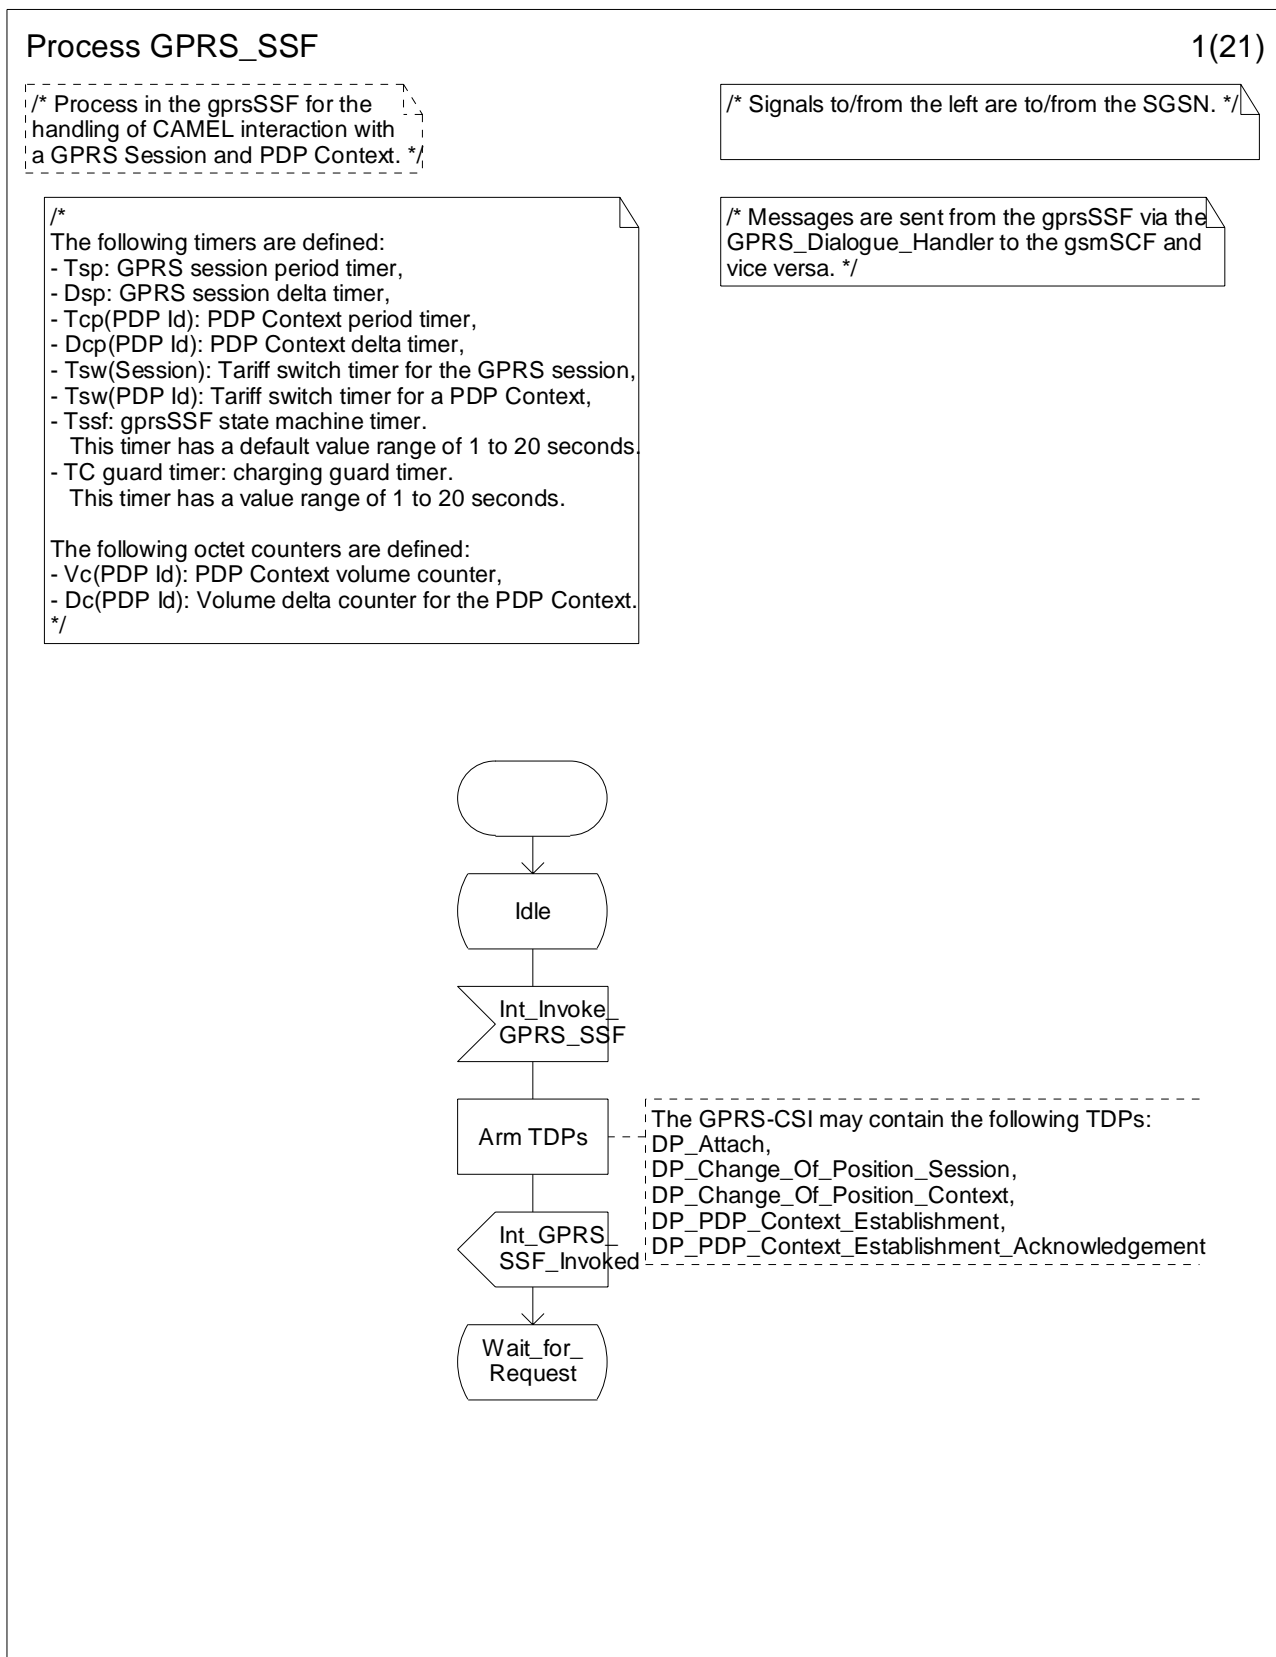 Process GPRS_SSF
1(21)
/* Process in the gprsSSF for the
handling of CAMEL interaction with
a GPRS Session and PDP Context. */
/* Signals to/from the left are to/from the SGSN. */
/*
The following timers are defined:
- Tsp: GPRS session period timer,
- Dsp: GPRS session delta timer,
- Tcp(PDP Id): PDP Context period timer,
- Dcp(PDP Id): PDP Context delta timer,
- Tsw(Session): Tariff switch timer for the GPRS session,
- Tsw(PDP Id): Tariff switch timer for a PDP Context,
- Tssf: gprsSSF state machine timer.
This timer has a default value range of 1 to 20 seconds.
- TC guard timer: charging guard timer.
This timer has a value range of 1 to 20 seconds.
The following octet counters are defined:
- Vc(PDP Id): PDP Context volume counter,
- Dc(PDP Id): Volume delta counter for the PDP Context.
*/
/* Messages are sent from the gprsSSF via the
GPRS_Dialogue_Handler to the gsmSCF and
vice versa. */
Idle
Int_Invoke_
GPRS_SSF
Arm TDPs
The GPRS-CSI may contain the following TDPs:
DP_Attach,
DP_Change_Of_Position_Session,
DP_Change_Of_Position_Context,
DP_PDP_Context_Establishment,
DP_PDP_Context_Establishment_Acknowledgement
Int_GPRS_
SSF_Invoked
Wait_for_
Request